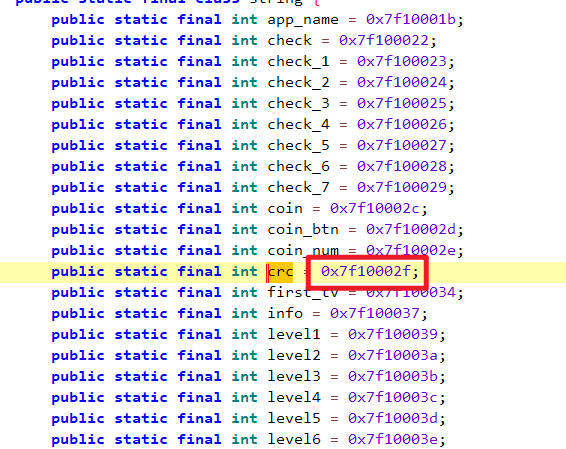 public static final class string {
public static final int app_name = 0x7f10001b;
public static final int check = 0x7f100022;
public static final int check_1 = 0x7f100023;
public static final int check_2 = 0x7f100024;
public static final int check_3 = 0x7f100025;
public static final int check_4 = 0x7f100026;
public static final int check_5 = 0x7f100027;
public static final int check_6 = 0x7f100028;
public static final int check_7 = 0x7f100029;
public static final int coin = 0x7f10002c;
public static final int coin_btn = 0x7f10002d;
public static final int coin_num = 0x7f10002e;
public static final int crc = 0x7f10002f;
public static final int first_tv = 0x7f100034;
public static final int info = 0x7f100037;
public static final int level1 = 0x7f100039;
public static final int level2 = 0x7f10003a;
public static final int level3 = 0x7f10003b;
public static final int level4 = 0x7f10003c;
public static final int level5 = 0x7f10003d;
public static final int level6 = 0x7f10003e;